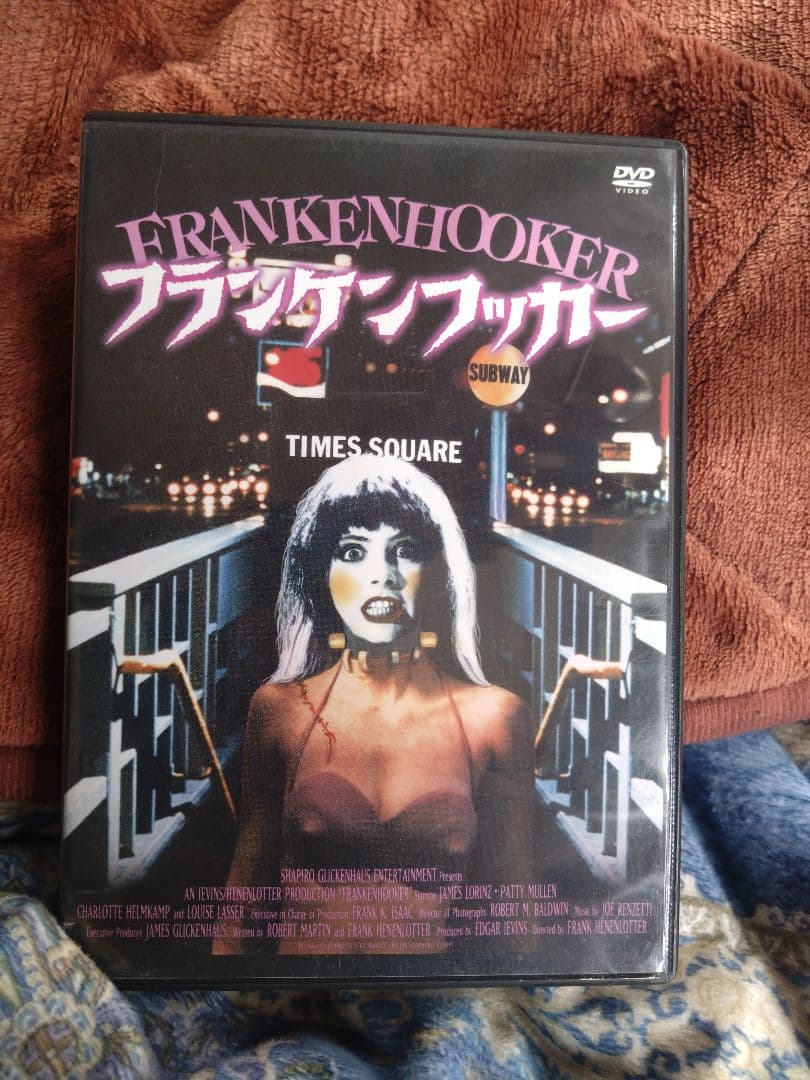 DVD
VIDEO
FRANKENHOOKER
フランケンフッカー
SUBWAY
TIMES SQUARE
SHAPIRO GLICKENHAUS ENTERTAINMENT Presents
AN IEVINS/HENENLOTTER PRODUCTION "FRANKENHOOKER" Starring JAMES LORINZ • PATTY MULLEN
CHARLOTTE HELMKAMP and LOUISE LASSER Executive in Charge of Production FRANK K. ISAAC Director of Photography ROBERT M. BALDWIN Music by JOE RENZETTI
Executive Producer JAMES GLICKENHAUS Written by ROBERT MARTIN and FRANK HENENLOTTER Produced by EDGAR IEVINS Directed by FRANK HENENLOTTER